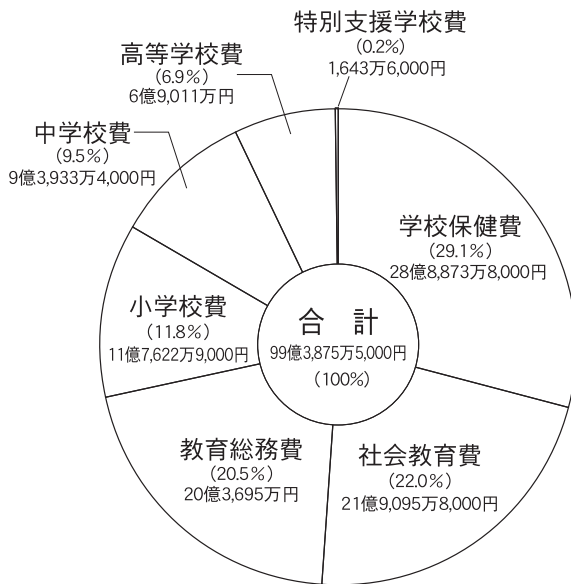 特別支援学校費
(0.2%)
1,643万6,000円
高等学校費
(6.9%)
6億9,011万円
中学校費
(9.5%)
9億3,933万4,000円
学校保健費
(29.1%)
28億8,873万8,000円
小学校費
(11.8%)
11億7,622万9,000円
合　計
99億3,875万5,000円
(100%)
教育総務費
(20.5%)
20億3,695万円
社会教育費
(22.0%)
21億9,095万8,000円